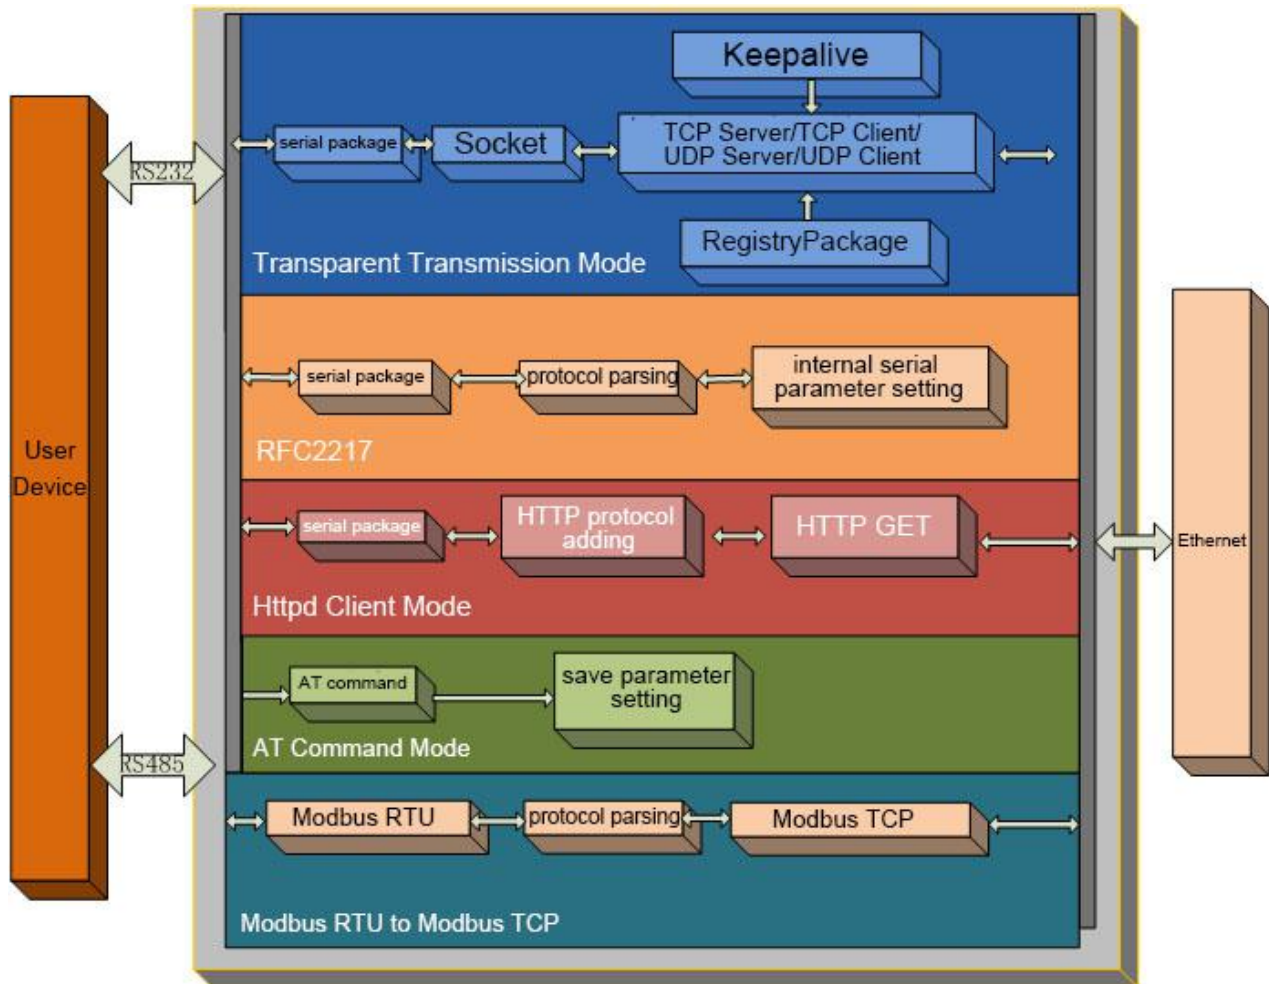 Keepalive
TCP Server/TCP Client/
UDP Server/UDP Client
serial package
Socket
RS232
RegistryPackage
Transparent Transmission Mode
serial package
protocol parsing
internal serial
parameter setting
RFC2217
User
Device
serial package
HTTP protocol
adding
HTTP GET
Ethernet
Httpd Client Mode
AT command
save parameter
setting
AT Command Mode
RS485
Modbus RTU
protocol parsing
Modbus TCP
Modbus RTU to Modbus TCP